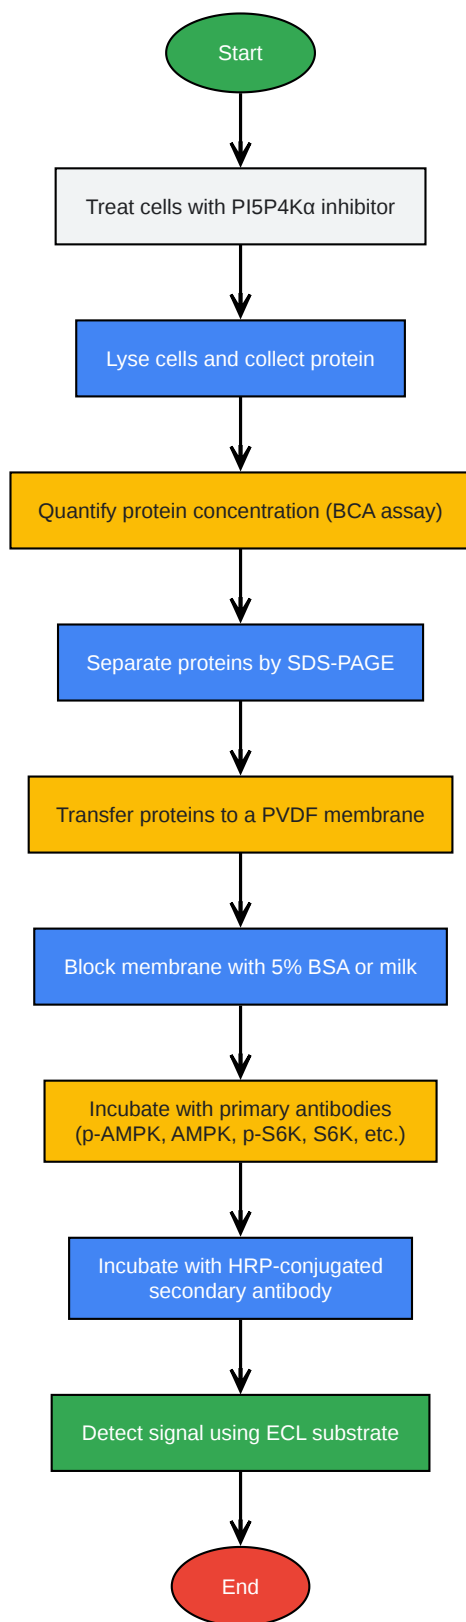 Start
Treat cells with PI5P4Kα inhibitor
Lyse cells and collect protein
Quantify protein concentration (BCA assay)
Separate proteins by SDS-PAGE
Transfer proteins to a PVDF membrane
Block membrane with 5% BSA or milk
Incubate with primary antibodies
(p-AMPK, AMPK, p-S6K, S6K, etc.)
Incubate with HRP-conjugated
secondary antibody
Detect signal using ECL substrate
End